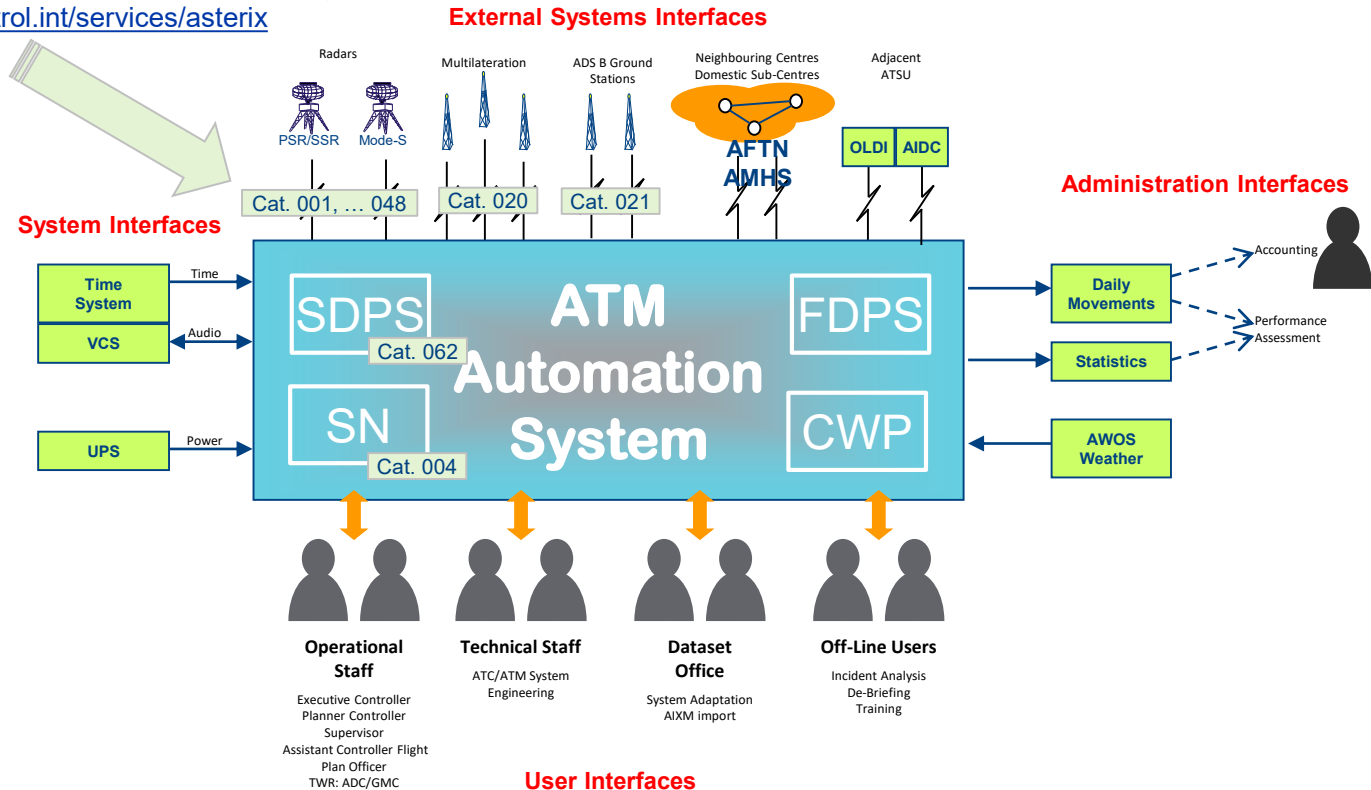 trol.int/services/asterix
External Systems Interfaces
Radars
Multilateration
ADS B Ground
Stations
Neighbouring Centres
Domestic Sub-Centres
Adjacent
ATSU
PSR/SSR
Mode-S
AFTN
AMHS
OLDI
AIDC
Cat. 001, … 048
Cat. 020
Cat. 021
System Interfaces
Administration Interfaces
Time
System
Time
VCS
Audio
UPS
Power
SDPS
Cat. 062
SN
Cat. 004
ATM
Automation
System
FDPS
CWP
Daily
Movements
Accounting
Performance
Assessment
Statistics
AWOS
Weather
Operational
Staff
Executive Controller
Planner Controller
Supervisor
Assistant Controller Flight
Plan Officer
TWR: ADC/GMC
Technical Staff
ATC/ATM System
Engineering
Dataset
Office
System Adaptation
AIXM import
Off-Line Users
Incident Analysis
De-Briefing
Training
User Interfaces